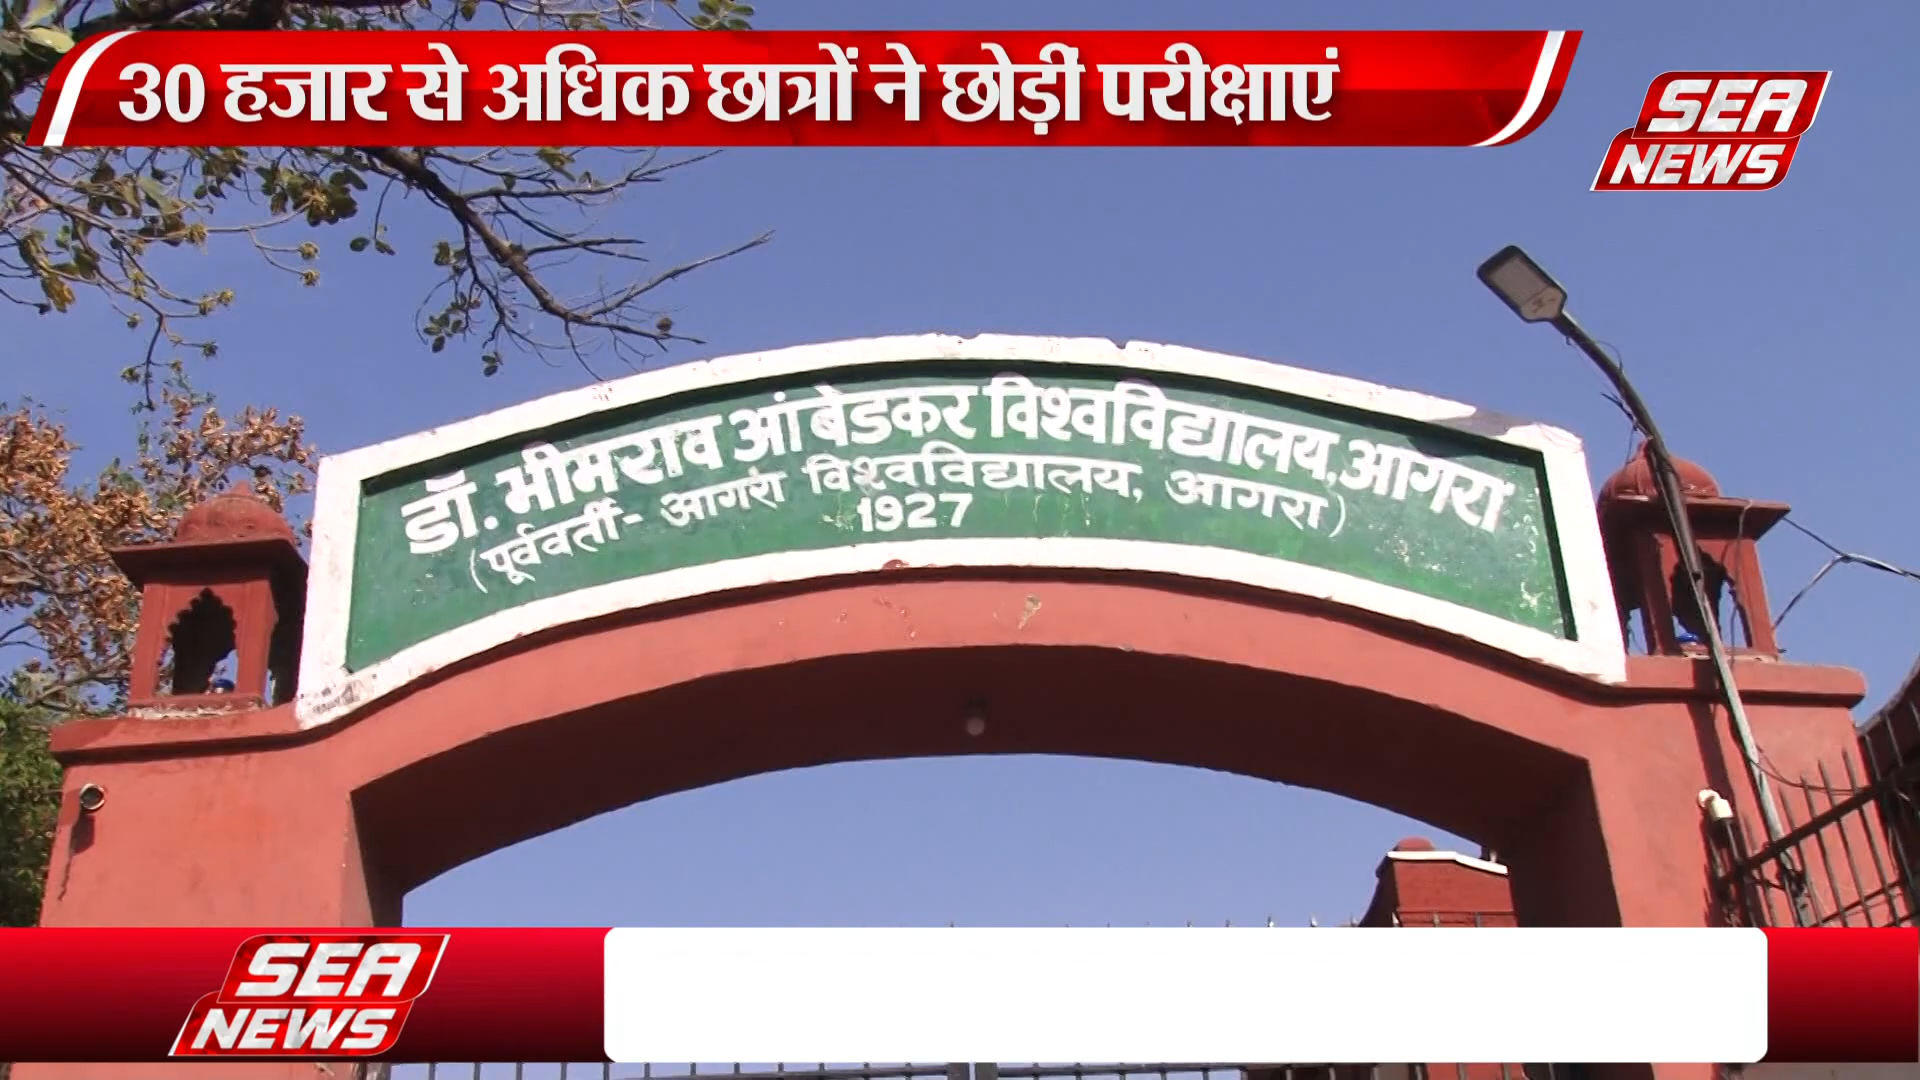 30 हजार से अधिक छात्रों ने छोड़ीं परीक्षाएं
SEA
NEWS
डॉ. भीमराव आंबेडकर विश्वविद्यालय, आगरा
(पूर्ववर्ती - आगरा विश्वविद्यालय, आगरा)
1927
SEA
NEWS